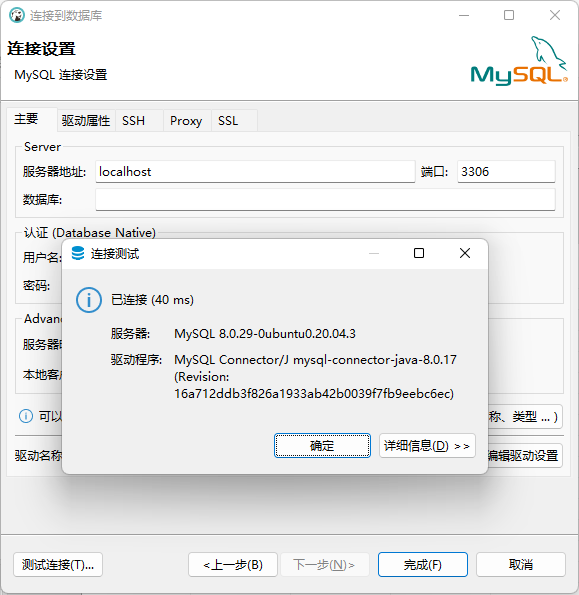 连接到数据库
连接设置
MySQL 连接设置
MySQL®
主要 驱动属性 SSH Proxy SSL
Server
服务器地址: localhost 端口: 3306
数据库:
认证 (Database Native)
用户名:
密码:
连接测试
已连接 (40 ms)
服务器: MySQL 8.0.29-0ubuntu0.20.04.3
驱动程序: MySQL Connector/J mysql-connector-java-8.0.17
(Revision:
16a712ddb3f826a1933ab42b0039f7fb9eebc6ec)
确定 详细信息(D) >>
Advan
服务器
本地客
可以 称、类型 ... )
驱动名称 编辑驱动设置
测试连接(T)... <上一步(B) 下一步(N)> 完成(F) 取消